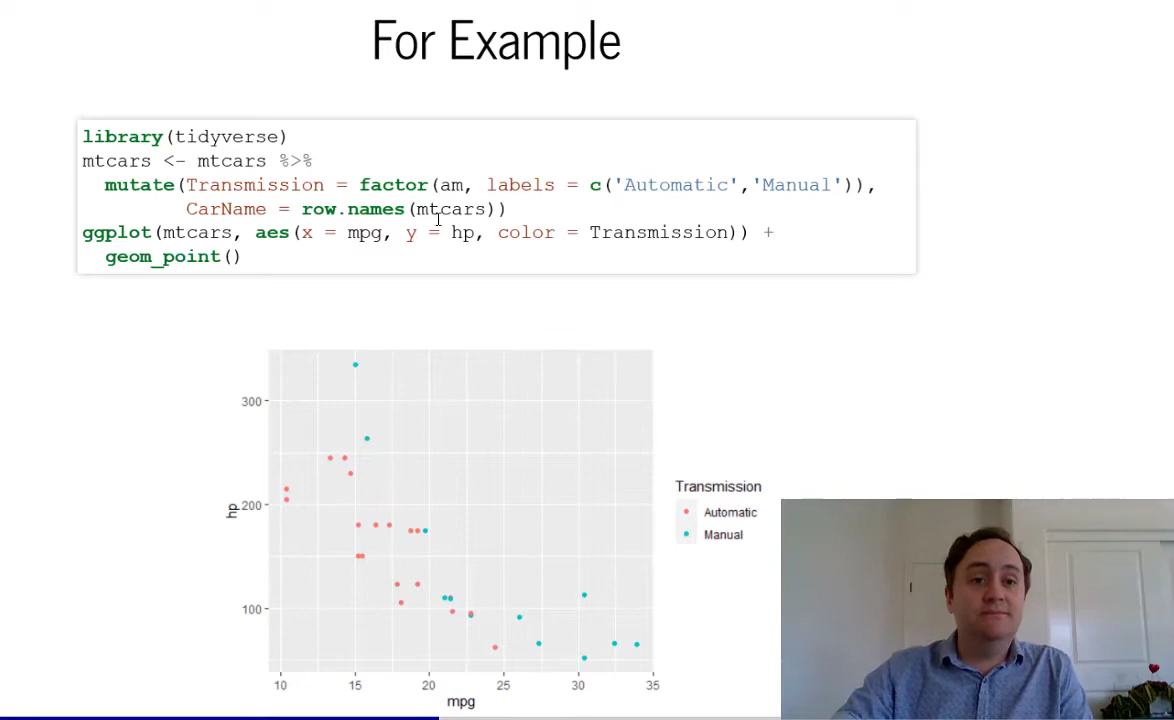 For Example
library(tidyverse)
mtcars <- mtcars %>%
  mutate(Transmission = factor(am, labels = c('Automatic','Manual')),
         CarName = row.names(mtcars))
ggplot(mtcars, aes(x = mpg, y = hp, color = Transmission)) +
  geom_point()
300
200
100
hp
10 15 20 25 30 35
mpg
Transmission
Automatic
Manual